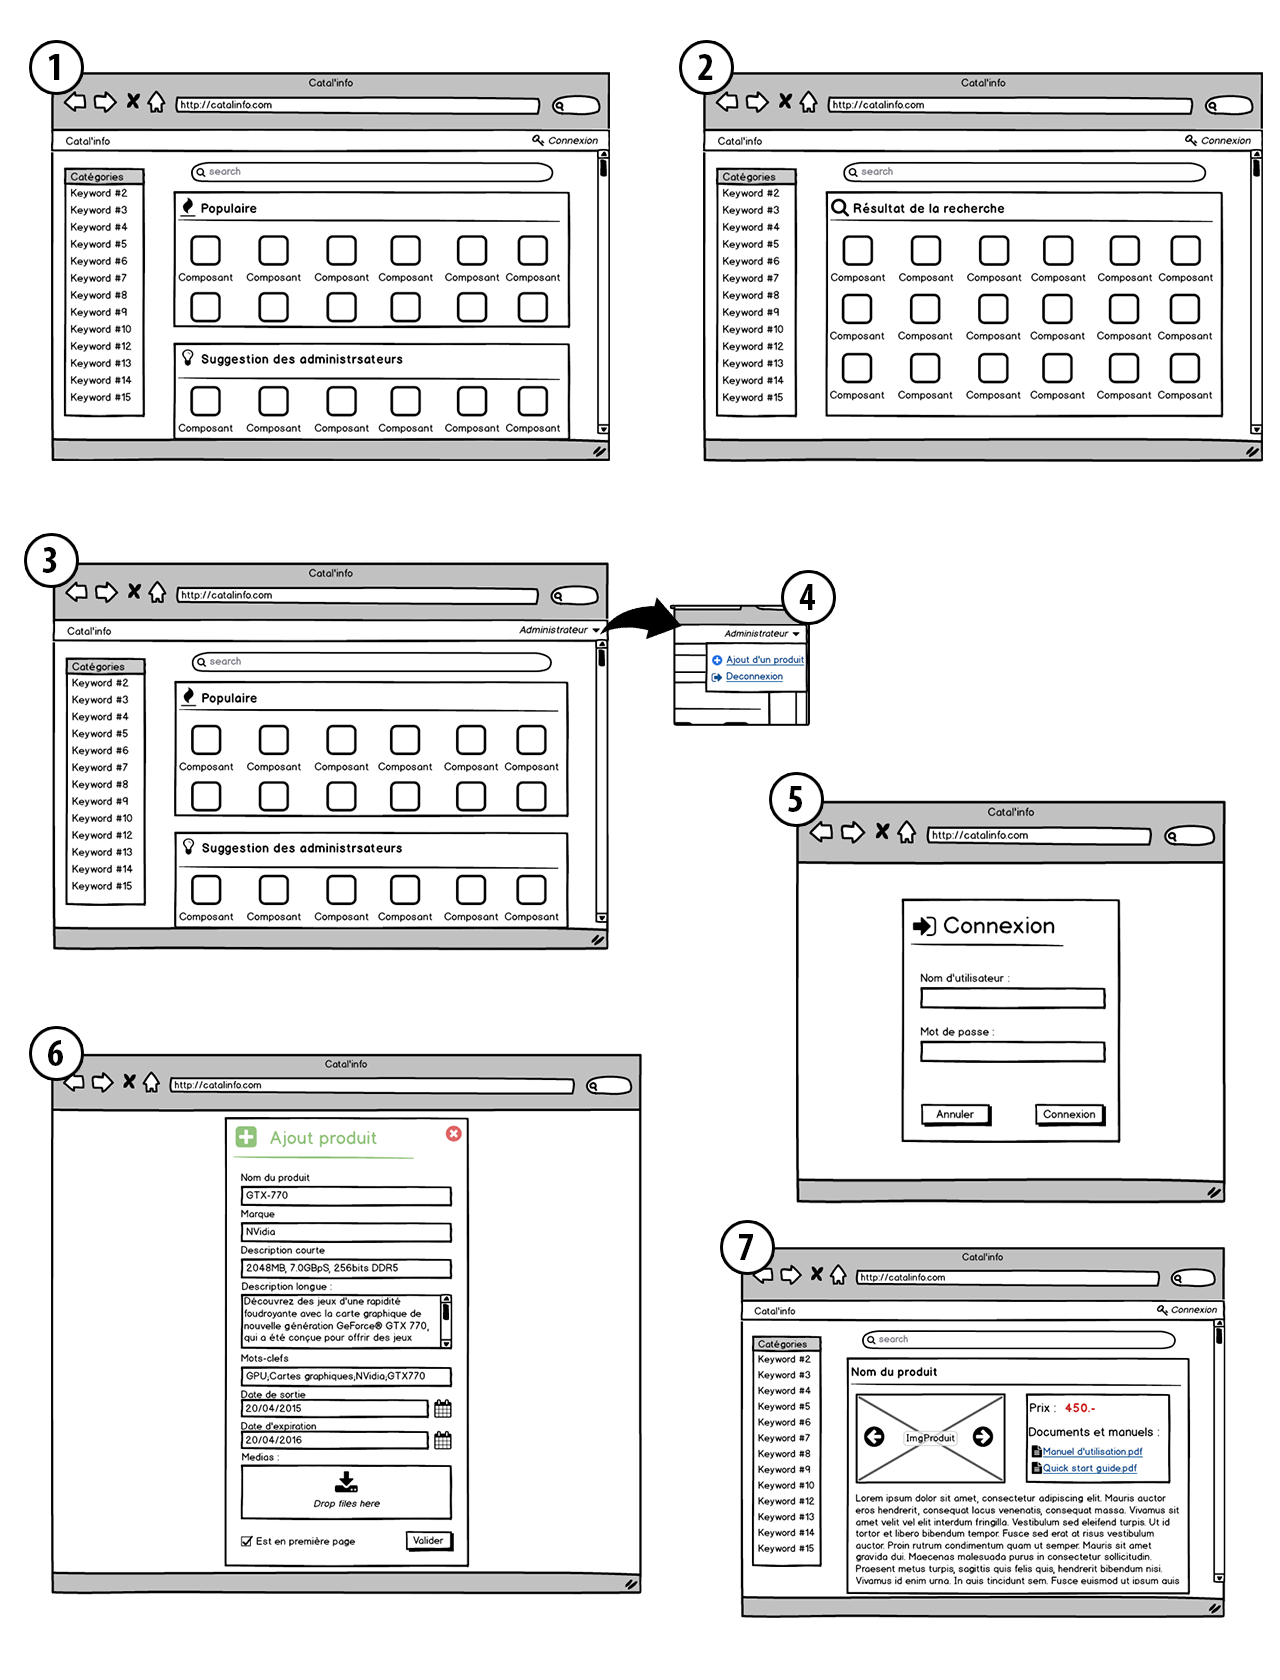 1
Catal'info
http://catalinfo.com
Catal'info
Connexion
search
Catégories
Keyword #2
Keyword #3
Keyword #4
Keyword #5
Keyword #6
Keyword #7
Keyword #8
Keyword #9
Keyword #10
Keyword #12
Keyword #13
Keyword #14
Keyword #15
Populaire
Composant Composant Composant Composant Composant Composant
Suggestion des administrsateurs
Composant Composant Composant Composant Composant Composant
2
Catal'info
http://catalinfo.com
Catal'info
Connexion
search
Catégories
Keyword #2
Keyword #3
Keyword #4
Keyword #5
Keyword #6
Keyword #7
Keyword #8
Keyword #9
Keyword #10
Keyword #12
Keyword #13
Keyword #14
Keyword #15
Résultat de la recherche
Composant Composant Composant Composant Composant Composant
Composant Composant Composant Composant Composant Composant
Composant Composant Composant Composant Composant Composant
3
Catal'info
http://catalinfo.com
Catal'info
Administrateur
search
Catégories
Keyword #2
Keyword #3
Keyword #4
Keyword #5
Keyword #6
Keyword #7
Keyword #8
Keyword #9
Keyword #10
Keyword #12
Keyword #13
Keyword #14
Keyword #15
Populaire
Composant Composant Composant Composant Composant Composant
Suggestion des administrsateurs
Composant Composant Composant Composant Composant Composant
4
Administrateur
Ajout d'un produit
Deconnexion
5
Catal'info
http://catalinfo.com
Connexion
Nom d'utilisateur :
Mot de passe :
Annuler
Connexion
6
Catal'info
http://catalinfo.com
Ajout produit
Nom du produit
GTX-770
Marque
NVidia
Description courte
2048MB, 7.0GBpS, 256bits DDR5
Description longue :
Découvrez des jeux d'une rapidité
foudroyante avec la carte graphique de
nouvelle génération GeForce® GTX 770,
qui a été conçue pour offrir des jeux
Mots-clefs
GPU,Cartes graphiques,NVidia,GTX770
Date de sortie
20/04/2015
Date d'expiration
20/04/2016
Medias :
Drop files here
Est en première page
Valider
7
Catal'info
http://catalinfo.com
Catal'info
Connexion
search
Catégories
Keyword #2
Keyword #3
Keyword #4
Keyword #5
Keyword #6
Keyword #7
Keyword #8
Keyword #9
Keyword #10
Keyword #12
Keyword #13
Keyword #14
Keyword #15
Nom du produit
ImgProduit
Prix : 450.-
Documents et manuels :
Manuel d'utilisation.pdf
Quick start guide.pdf
Lorem ipsum dolor sit amet, consectetur adipiscing elit. Mauris auctor
eros hendrerit, consequat lacus venenatis, consequat massa. Vivamus sit
amet velit vel elit interdum fringilla. Vestibulum sed eleifend turpis. Ut id
tortor et libero bibendum tempor. Fusce sed erat at risus vestibulum
auctor. Proin rutrum condimentum quam ut semper. Mauris sit amet
gravida dui. Maecenas malesuada purus in consectetur sollicitudin.
Praesent metus turpis, sagittis quis felis quis, hendrerit bibendum nisi.
Vivamus id enim urna. In quis tincidunt sem. Fusce euismod ut ipsum quis